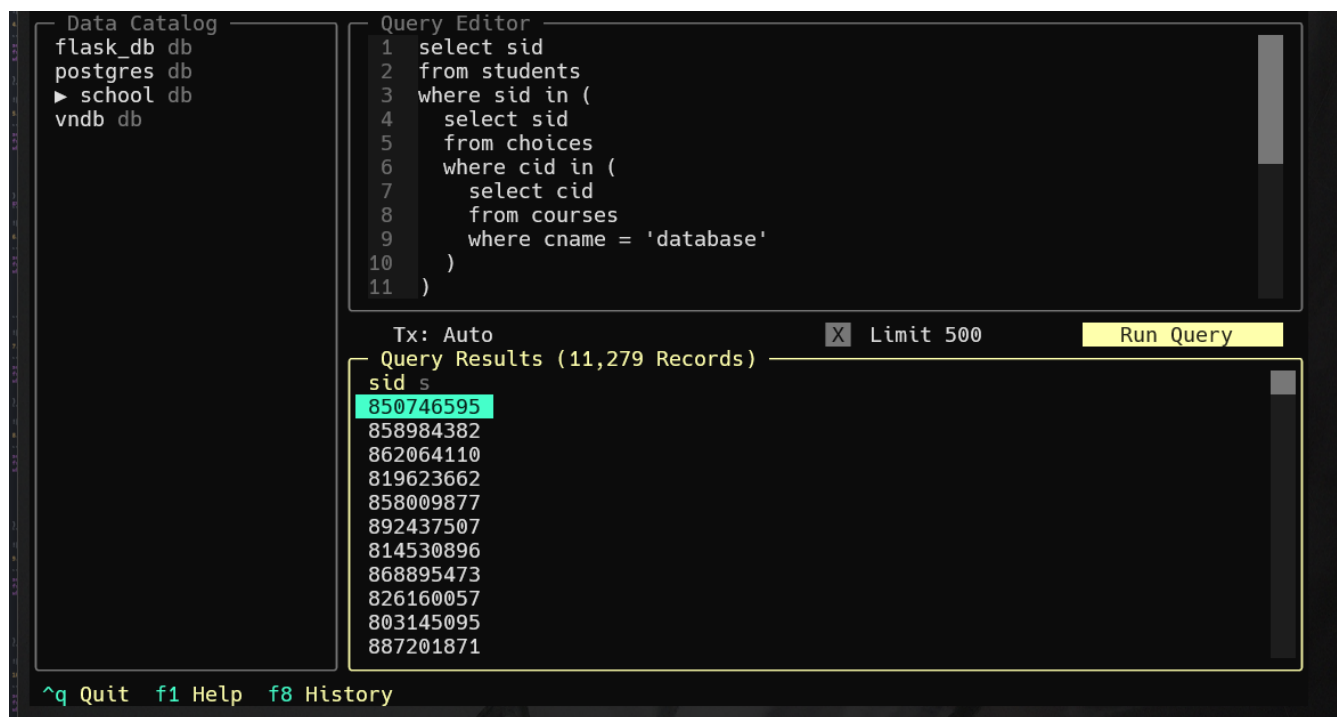 Data Catalog
flask_db db
postgres db
▶ school db
vndb db
Query Editor
1 select sid
2 from students
3 where sid in (
4   select sid
5   from choices
6   where cid in (
7     select cid
8     from courses
9     where cname = 'database'
10   )
11 )
Tx: Auto X Limit 500 Run Query
Query Results (11,279 Records)
sid s
850746595
858984382
862064110
819623662
858009877
892437507
814530896
868895473
826160057
803145095
887201871
^q Quit f1 Help f8 History